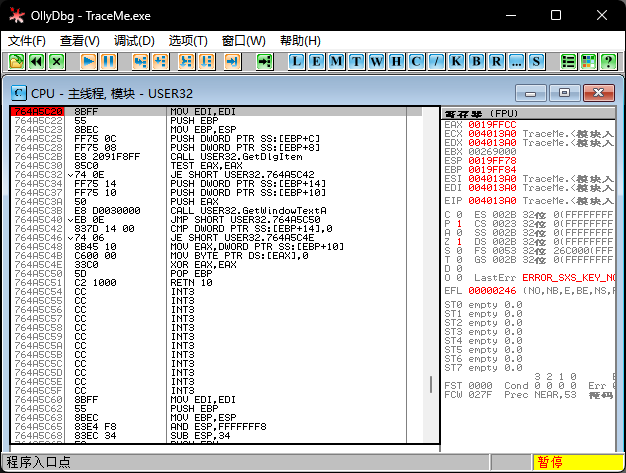 OllyDbg - TraceMe.exe
文件(F) 查看(V) 调试(D) 选项(T) 窗口(W) 帮助(H)
L E M T W H C / K B R ... S ?
C CPU - 主线程, 模块 - USER32
764A5C20 8BFF MOV EDI,EDI
764A5C22 55 PUSH EBP
764A5C23 8BEC MOV EBP,ESP
764A5C25 FF75 0C PUSH DWORD PTR SS:[EBP+C]
764A5C28 FF75 08 PUSH DWORD PTR SS:[EBP+8]
764A5C2B E8 2091F8FF CALL USER32.GetDlgItem
764A5C30 85C0 TEST EAX,EAX
764A5C32 74 0E JE SHORT USER32.764A5C42
764A5C34 FF75 14 PUSH DWORD PTR SS:[EBP+14]
764A5C37 FF75 10 PUSH DWORD PTR SS:[EBP+10]
764A5C3A 50 PUSH EAX
764A5C3B E8 D0030000 CALL USER32.GetWindowTextA
764A5C40 EB 0E JMP SHORT USER32.764A5C50
764A5C42 837D 14 00 CMP DWORD PTR SS:[EBP+14],0
764A5C46 74 06 JE SHORT USER32.764A5C4E
764A5C48 8B45 10 MOV EAX,DWORD PTR SS:[EBP+10]
764A5C4B C600 00 MOV BYTE PTR DS:[EAX],0
764A5C4E 33C0 XOR EAX,EAX
764A5C50 5D POP EBP
764A5C51 C2 1000 RETN 10
764A5C54 CC INT3
764A5C55 CC INT3
764A5C56 CC INT3
764A5C57 CC INT3
764A5C58 CC INT3
764A5C59 CC INT3
764A5C5A CC INT3
764A5C5B CC INT3
764A5C5C CC INT3
764A5C5D CC INT3
764A5C5E CC INT3
764A5C5F CC INT3
764A5C60 8BFF MOV EDI,EDI
764A5C62 55 PUSH EBP
764A5C63 8BEC MOV EBP,ESP
764A5C65 83E4 F8 AND ESP,FFFFFFF8
764A5C68 83EC 34 SUB ESP,34
寄存器 (FPU)
EAX 0019FFCC
ECX 004013A0 TraceMe.<模块入
EDX 004013A0 TraceMe.<模块入
EBX 00269000
ESP 0019FF78
EBP 0019FF84
ESI 004013A0 TraceMe.<模块入
EDI 004013A0 TraceMe.<模块入
EIP 004013A0 TraceMe.<模块入
C 0 ES 002B 32位 0(FFFFFFFF
P 1 CS 0023 32位 0(FFFFFFFF
A 0 SS 002B 32位 0(FFFFFFFF
Z 1 DS 002B 32位 0(FFFFFFFF
S 0 FS 0053 32位 26C000(FFF
T 0 GS 002B 32位 0(FFFFFFFF
D 0
O 0 LastErr ERROR_SXS_KEY_NO
EFL 00000246 (NO,NB,E,BE,NS,
ST0 empty 0.0
ST1 empty 0.0
ST2 empty 0.0
ST3 empty 0.0
ST4 empty 0.0
ST5 empty 0.0
ST6 empty 0.0
ST7 empty 0.0
3 2 1 0
FST 0000 Cond 0 0 0 0 Err 0
FCW 027F Prec NEAR,53 掩码
程序入口点 暂停